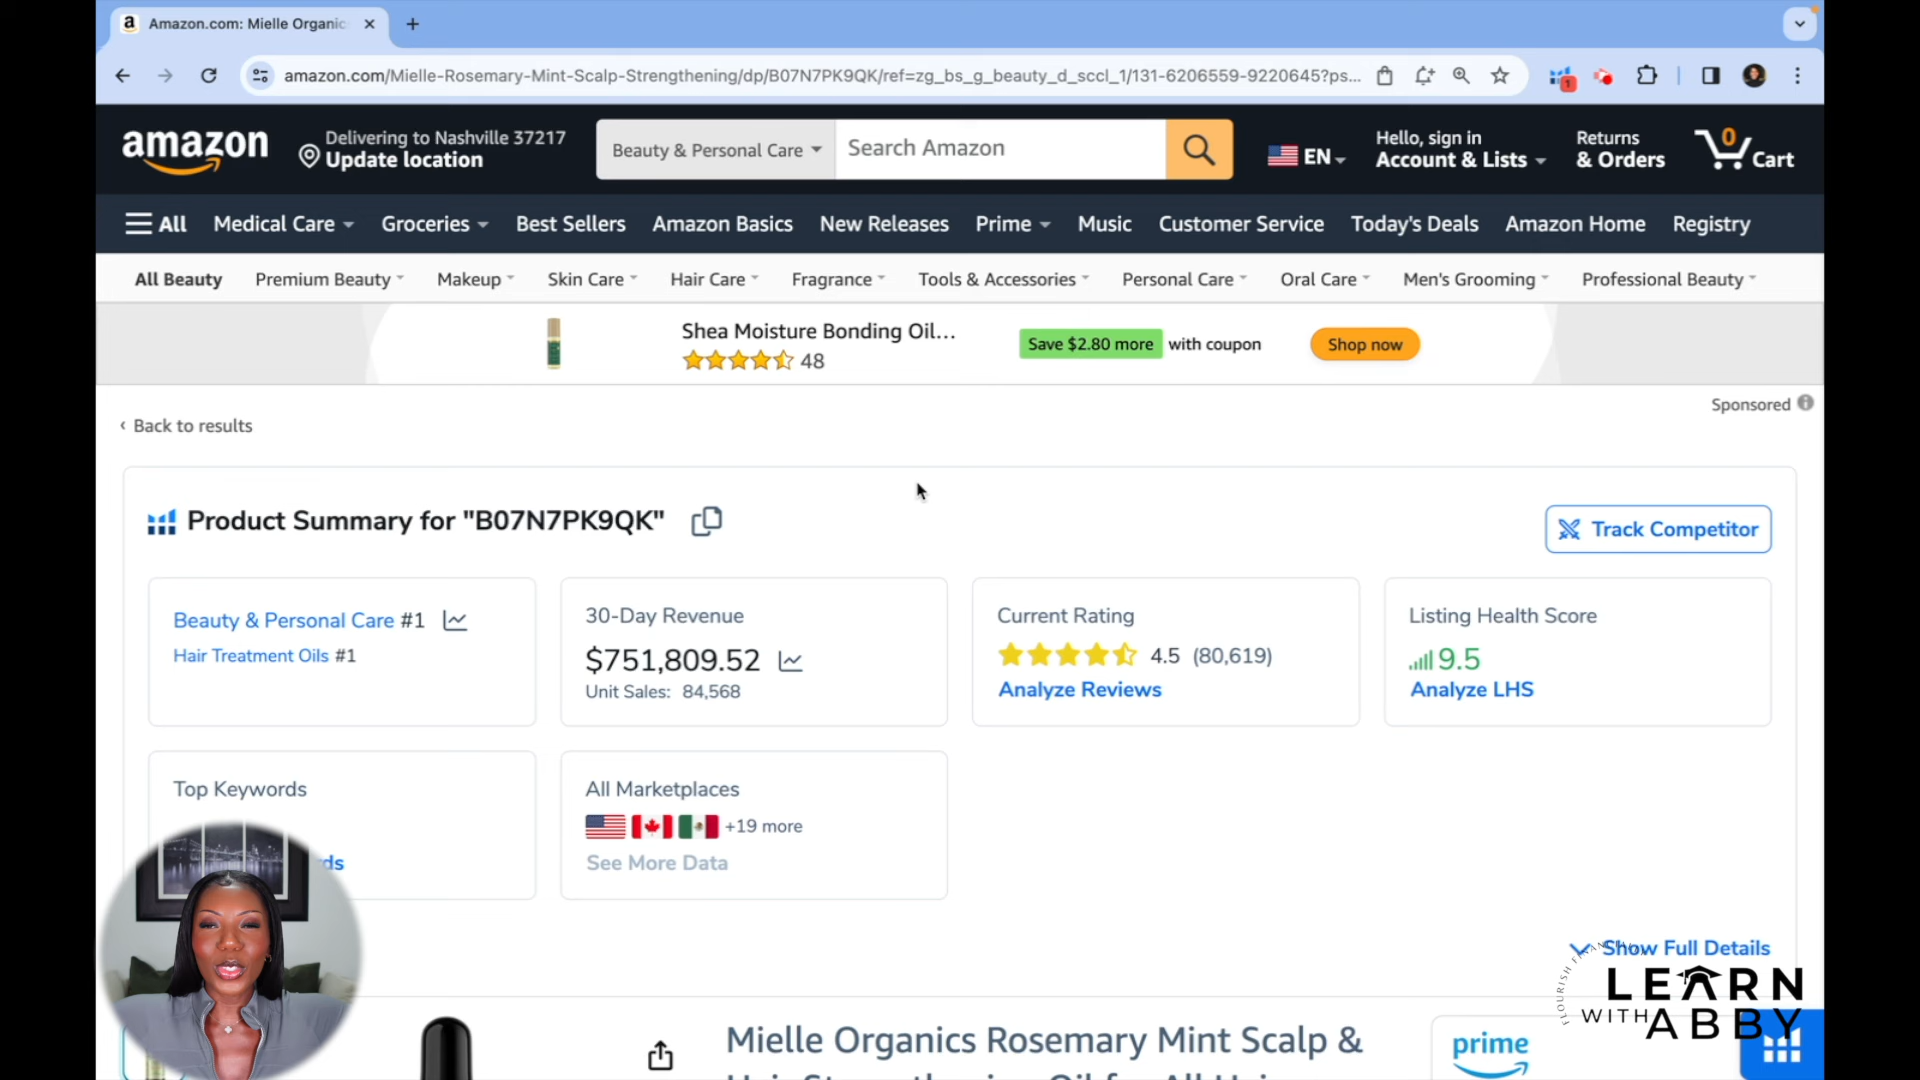 Amazon.com: Mielle Organic
amazon.com/Mielle-Rosemary-Mint-Scalp-Strengthening/dp/B07N7PK9QK/ref=zg_bs_g_beauty_d_sccl_1/131-6206559-9220645?ps...
1
amazon
Delivering to Nashville 37217
Update location
Beauty & Personal Care
Search Amazon
EN
Hello, sign in
Account & Lists
Returns
& Orders
0
Cart
All Medical Care Groceries Best Sellers Amazon Basics New Releases Prime Music Customer Service Today's Deals Amazon Home Registry
All Beauty Premium Beauty Makeup Skin Care Hair Care Fragrance Tools & Accessories Personal Care Oral Care Men's Grooming Professional Beauty
Shea Moisture Bonding Oil...
48
Save $2.80 more with coupon
Shop now
Sponsored
‹ Back to results
Product Summary for "B07N7PK9QK"
Track Competitor
Beauty & Personal Care #1
Hair Treatment Oils #1
30-Day Revenue
$751,809.52
Unit Sales: 84,568
Current Rating
4.5 (80,619)
Analyze Reviews
Listing Health Score
9.5
Analyze LHS
Top Keywords
ds
All Marketplaces
+19 more
See More Data
Show Full Details
LEARN
WITH ABBY
Mielle Organics Rosemary Mint Scalp &
prime